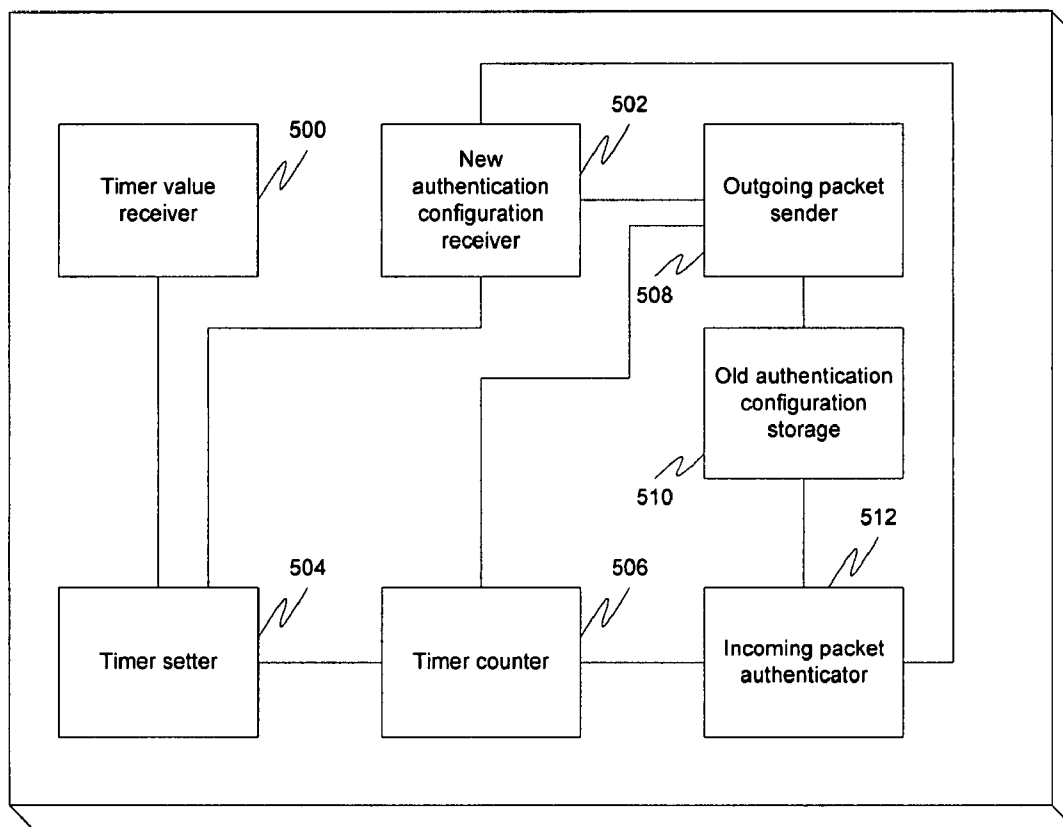 502
500
Timer value
receiver
New
authentication
configuration
receiver
Outgoing packet
sender
508
Old authentication
configuration
storage
510
512
504
506
Timer setter
Timer counter
Incoming packet
authenticator